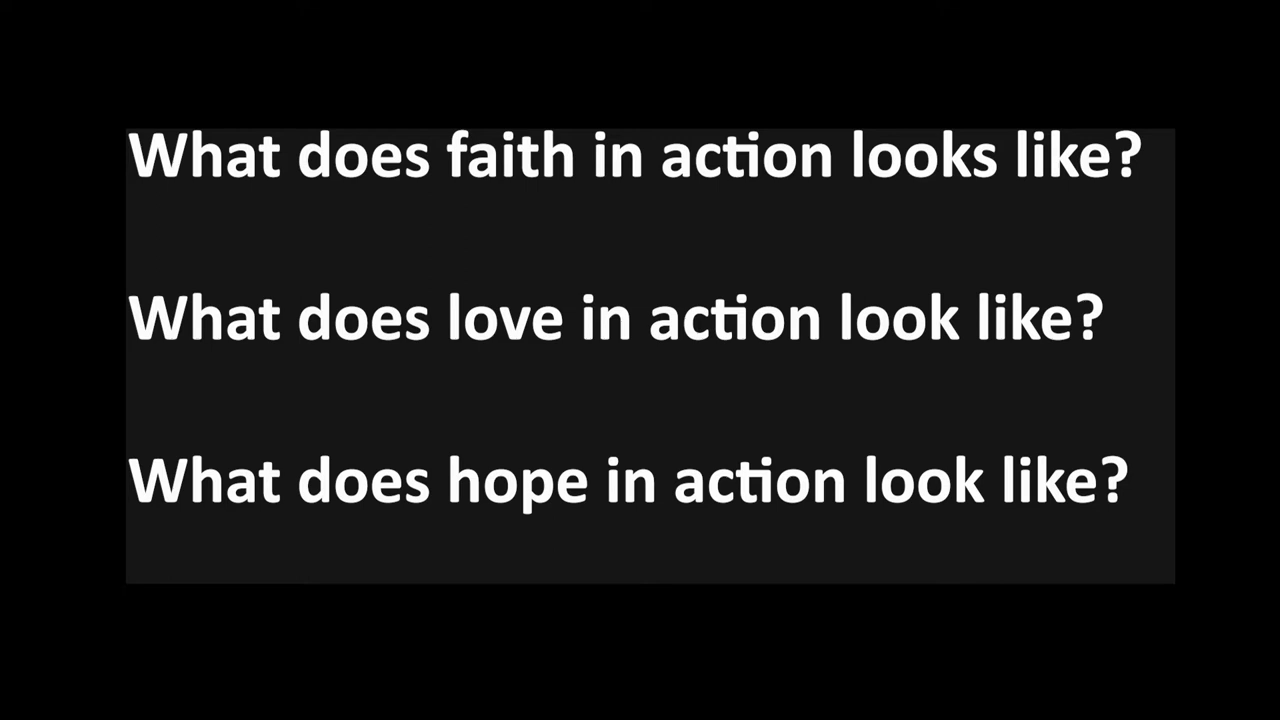 What does faith in action looks like?
What does love in action look like?
What does hope in action look like?